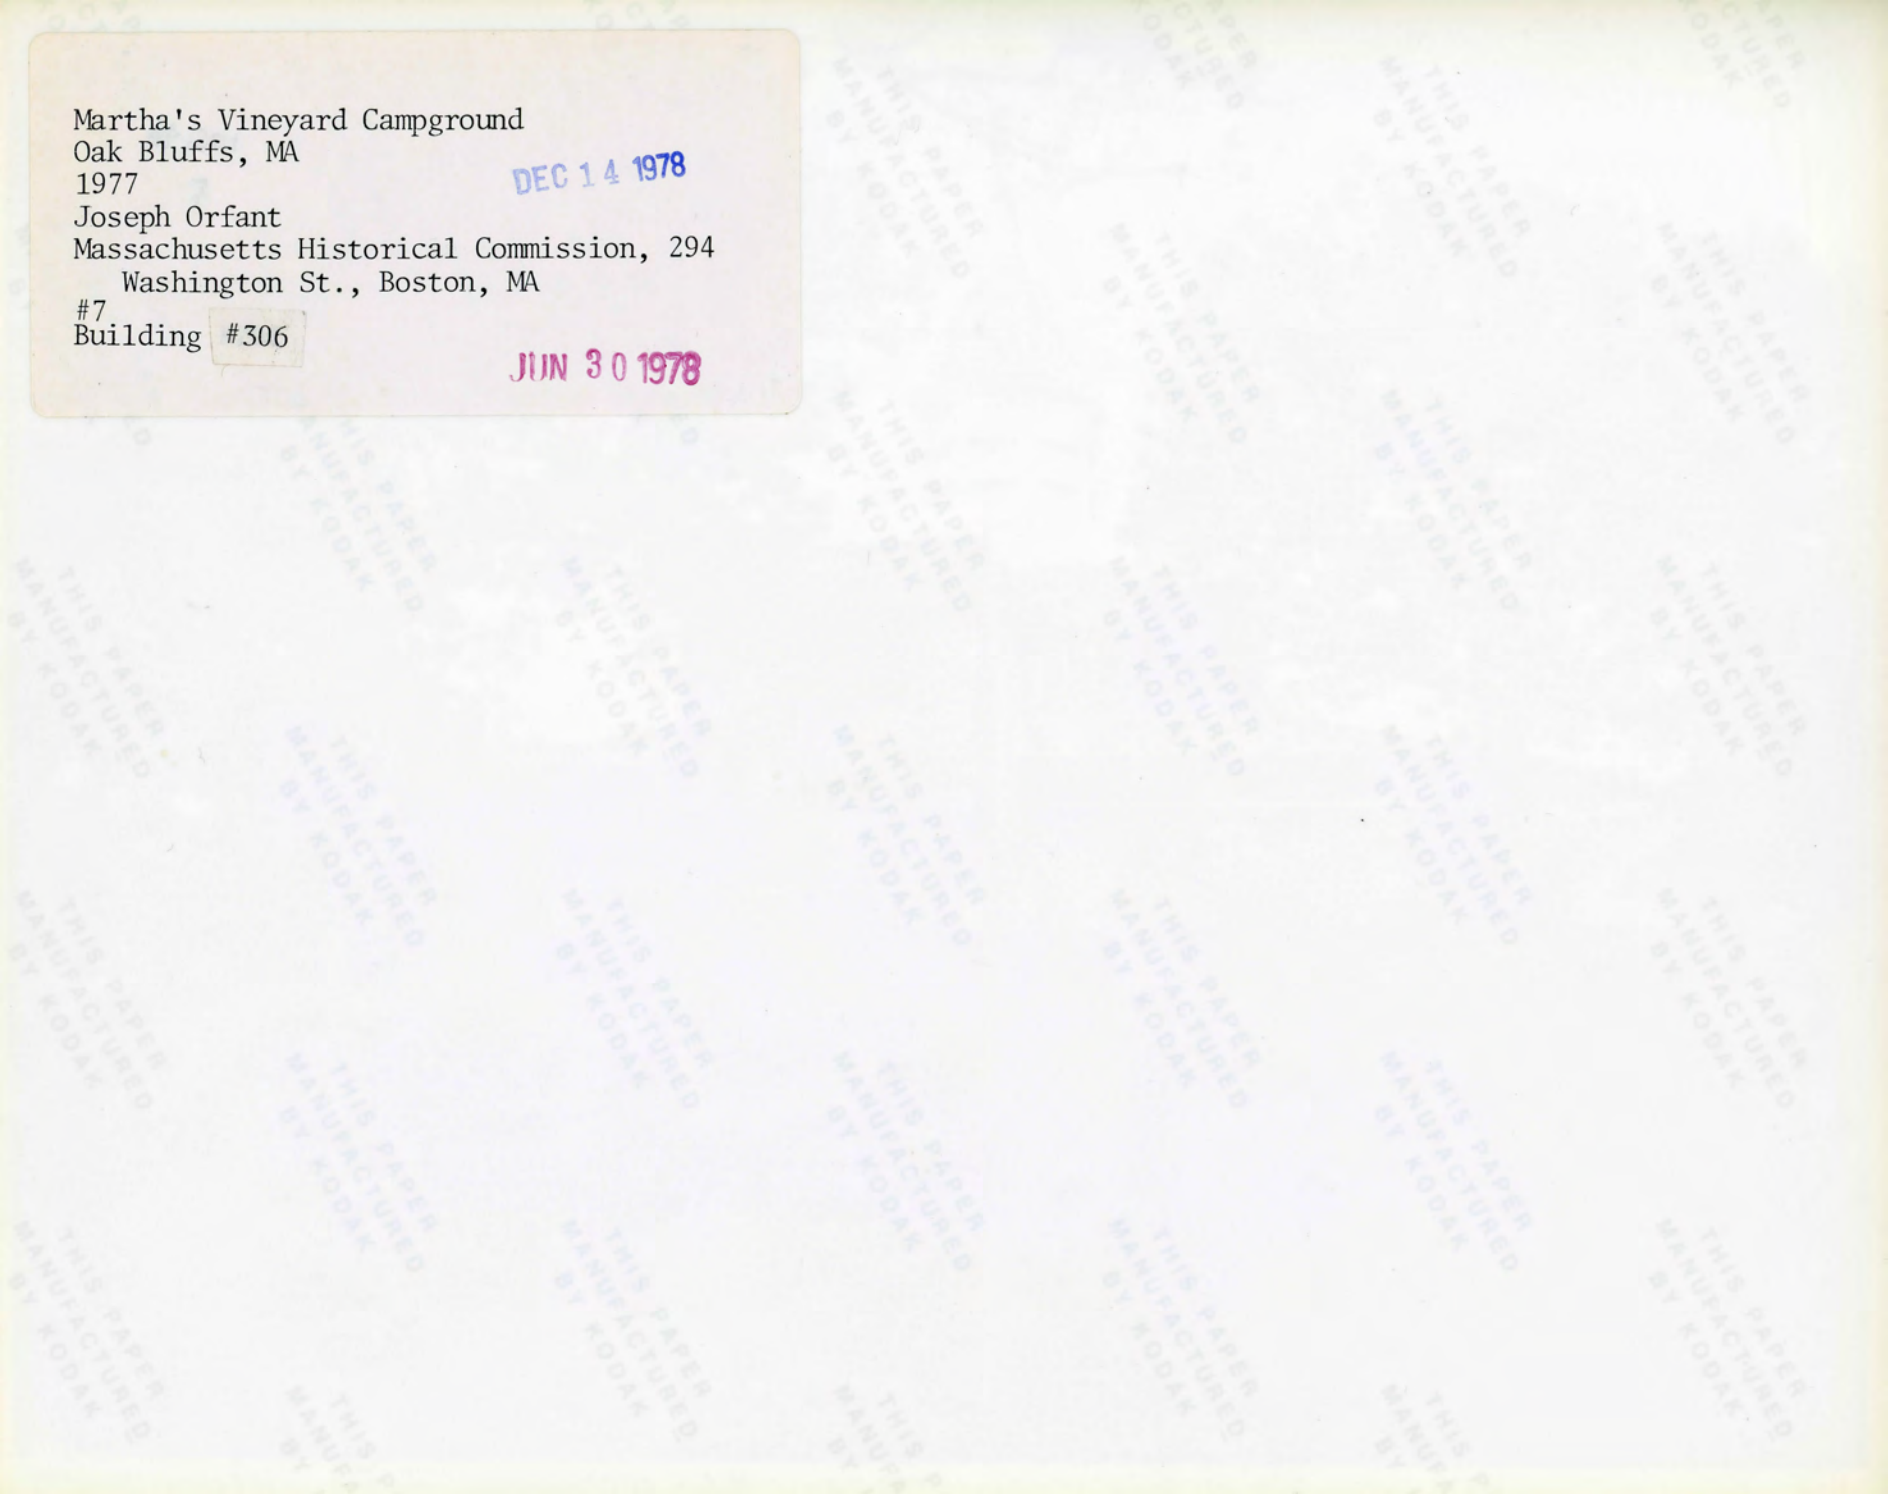 Martha's Vineyard Campground
Oak Bluffs, MA
1977
DEC 14 1978
Joseph Orfant
Massachusetts Historical Commission, 294
Washington St., Boston, MA
#7
Building #306
JUN 30 1978
THIS PAPER
MANUFACTURED
BY KODAK